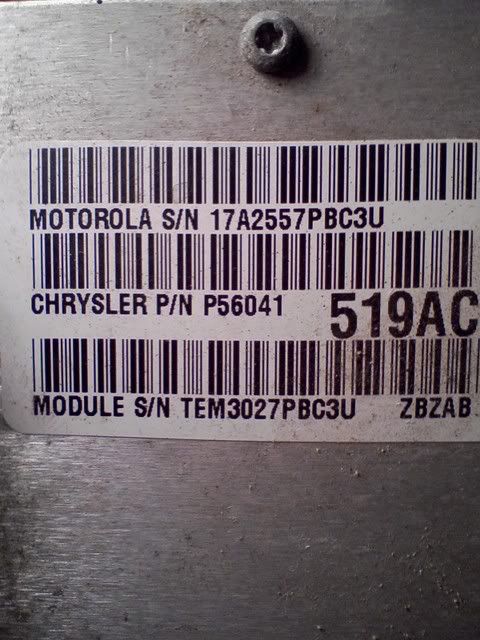 MOTOROLA S/N 17A2557PBC3U
CHRYSLER P/N P56041 519AC
MODULE S/N TEM3027PBC3U ZBZAB